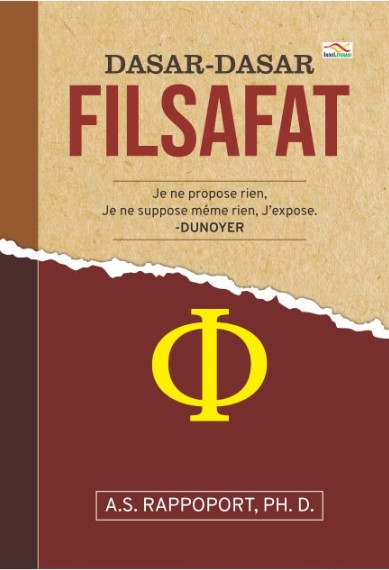 DASAR-DASAR
FILSAFAT
Je ne propose rien,
Je ne suppose même rien, J'expose.
-DUNOYER
Φ
A.S. RAPPOPORT, PH. D.